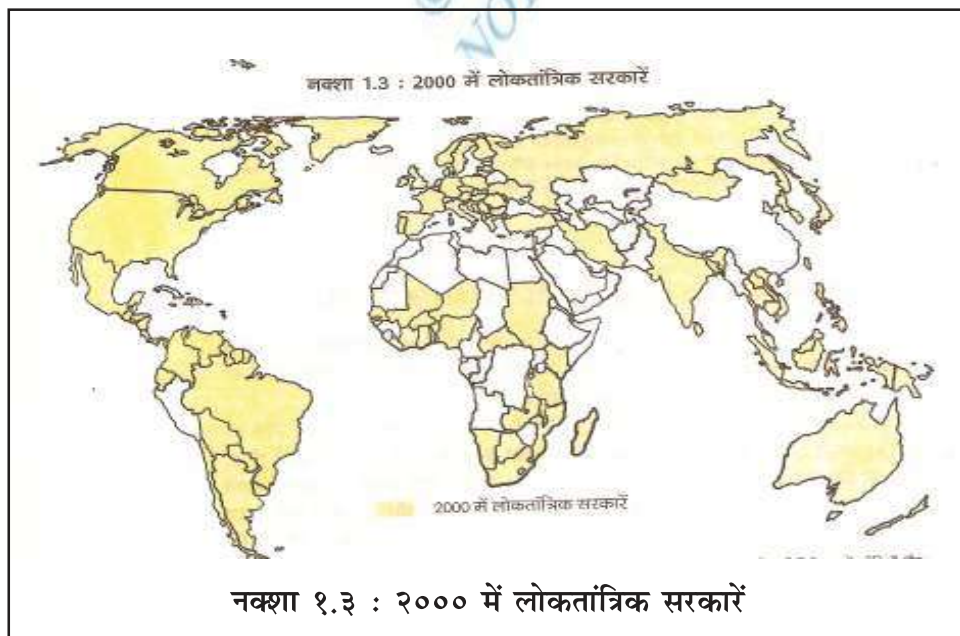 नक्शा 1.3 : 2000 में लोकतांत्रिक सरकारें
2000 में लोकतांत्रिक सरकारें
नक्शा १.३ : २००० में लोकतांत्रिक सरकारें